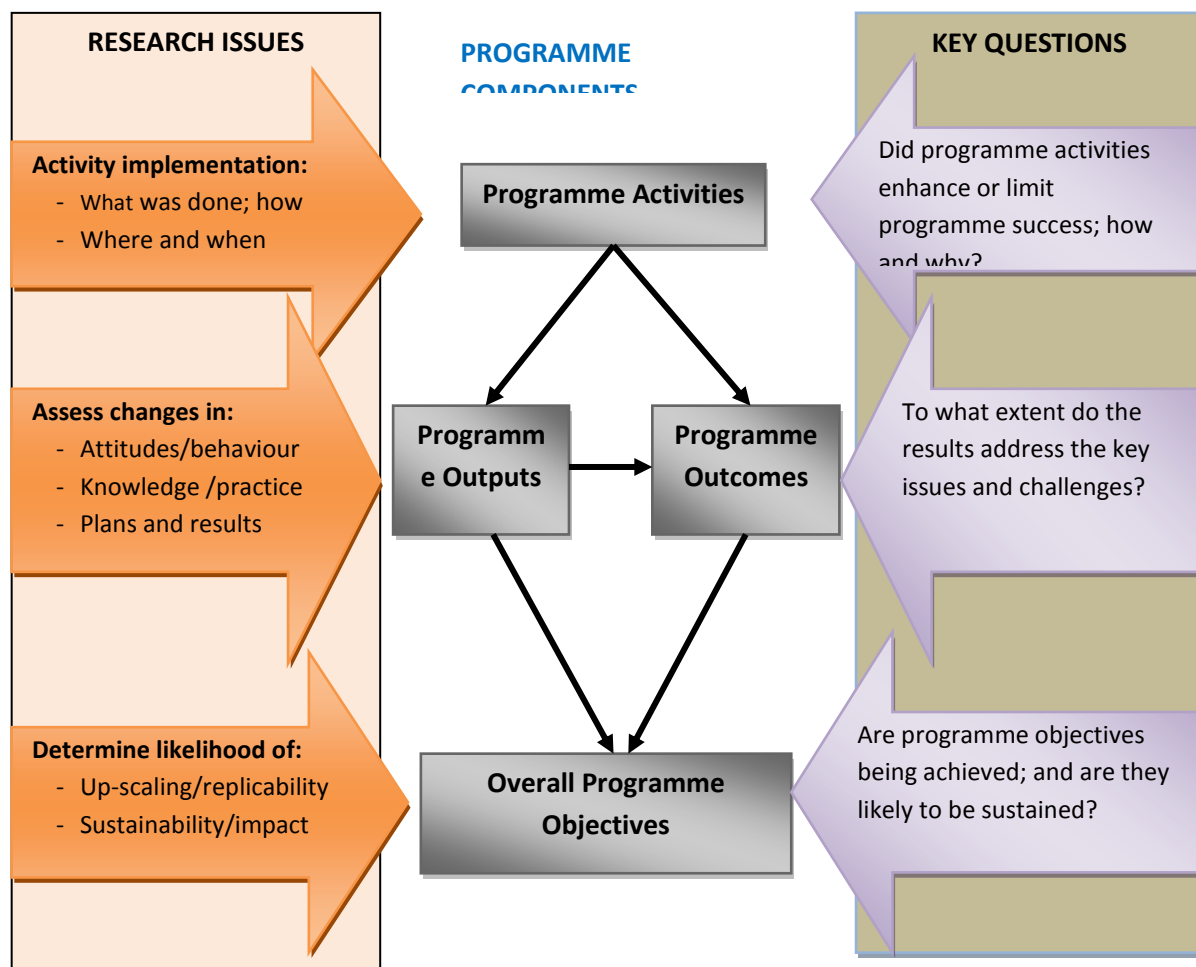 RESEARCH ISSUES
Activity implementation:
- What was done; how
- Where and when
Assess changes in:
- Attitudes/behaviour
- Knowledge /practice
- Plans and results
Determine likelihood of:
- Up-scaling/replicability
- Sustainability/impact
PROGRAMME
COMPONENTS
Programme Activities
Programm
e Outputs
Programme
Outcomes
Overall Programme
Objectives
KEY QUESTIONS
Did programme activities
enhance or limit
programme success; how
and why?
To what extent do the
results address the key
issues and challenges?
Are programme objectives
being achieved; and are they
likely to be sustained?